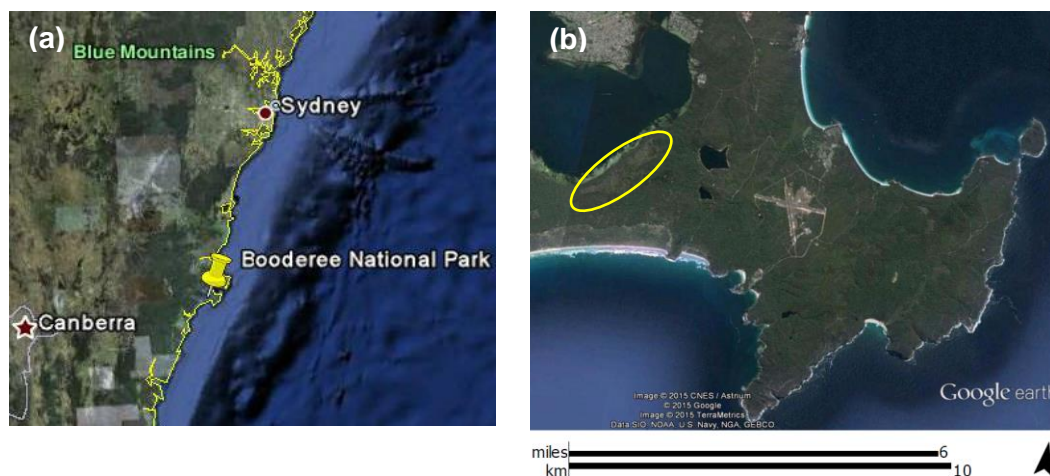 (a)
Blue Mountains
Sydney
Booderee National Park
Canberra
(b)
Image © 2015 CNES / Astrium
© 2015 Google
Image © 2015 TerraMetrics
Data SIO, NOAA, U.S. Navy, NGA, GEBCO
Google earth
miles 6
km 10